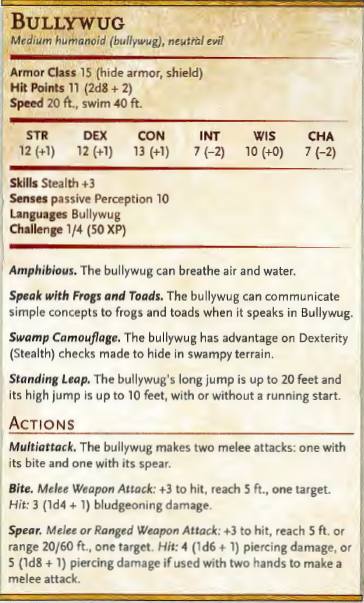 BULLYWUG
Medium humanoid (bullywug), neutral evil
Armor Class 15 (hide armor, shield)
Hit Points 11 (2d8 + 2)
Speed 20 ft., swim 40 ft.
STR DEX CON INT WIS CHA
12 (+1) 12 (+1) 13 (+1) 7 (–2) 10 (+0) 7 (–2)
Skills Stealth +3
Senses passive Perception 10
Languages Bullywug
Challenge 1/4 (50 XP)
Amphibious. The bullywug can breathe air and water.
Speak with Frogs and Toads. The bullywug can communicate
simple concepts to frogs and toads when it speaks in Bullywug.
Swamp Camouflage. The bullywug has advantage on Dexterity
(Stealth) checks made to hide in swampy terrain.
Standing Leap. The bullywug's long jump is up to 20 feet and
its high jump is up to 10 feet, with or without a running start.
ACTIONS
Multiattack. The bullywug makes two melee attacks: one with
its bite and one with its spear.
Bite. Melee Weapon Attack: +3 to hit, reach 5 ft., one target.
Hit: 3 (1d4 + 1) bludgeoning damage.
Spear. Melee or Ranged Weapon Attack: +3 to hit, reach 5 ft. or
range 20/60 ft., one target. Hit: 4 (1d6 + 1) piercing damage, or
5 (1d8 + 1) piercing damage if used with two hands to make a
melee attack.